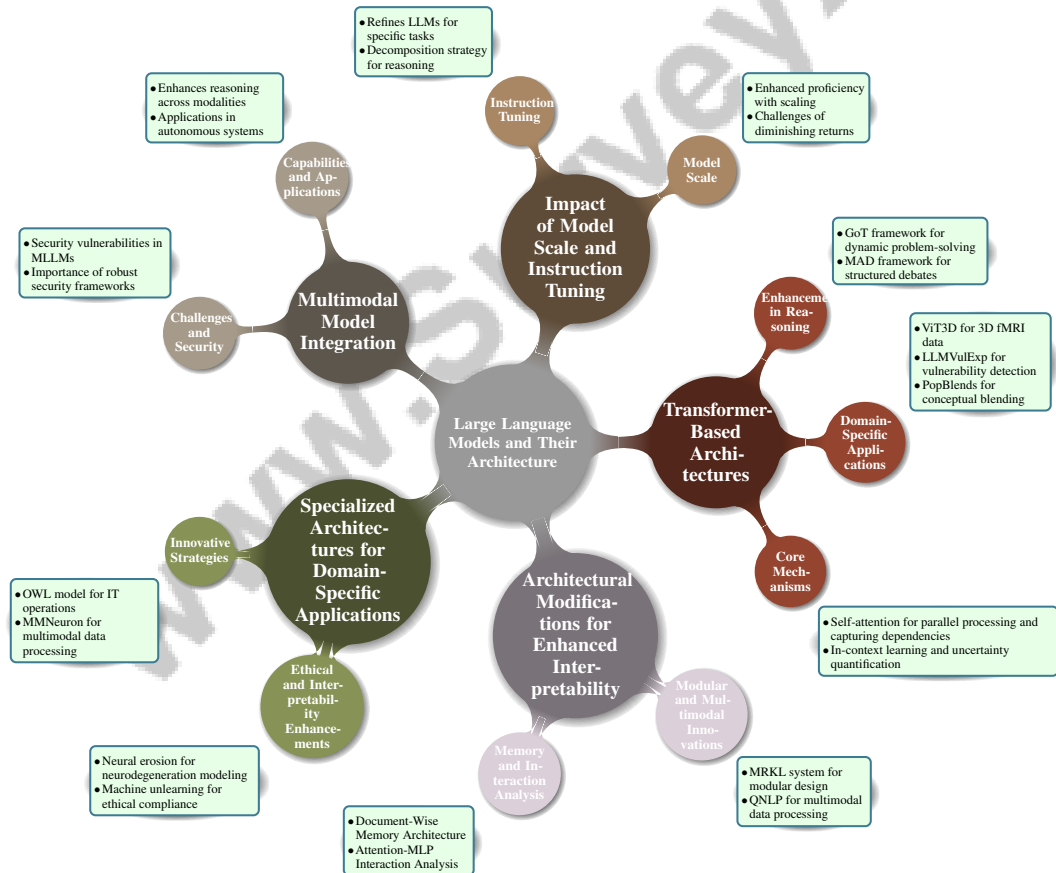 ● Refines LLMs for
specific tasks
● Decomposition strategy
for reasoning
● Enhances reasoning
across modalities
● Applications in
autonomous systems
● Enhanced proficiency
with scaling
● Challenges of
diminishing returns
Instruction
Tuning
Model
Scale
Capabilities
and Ap-
plications
Impact
of Model
Scale and
Instruction
Tuning
● Security vulnerabilities in
MLLMs
● Importance of robust
security frameworks
● GoT framework for
dynamic problem-solving
● MAD framework for
structured debates
Challenges
and
Security
Multimodal
Model
Integration
Enhanceme
in Rea-
soning
● ViT3D for 3D fMRI
data
● LLMVulExp for
vulnerability detection
● PopBlends for
conceptual blending
Large Language
Models and Their
Architecture
Transformer-
Based
Archi-
tectures
Domain-
Specific
Appli-
cations
Innovative
Strategies
Specialized
Architec-
tures for
Domain-
Specific
Applications
Core
Mech-
anisms
● OWL model for IT
operations
● MMNeuron for
multimodal data
processing
Architectural
Modifica-
tions for
Enhanced
Inter-
pretability
● Self-attention for parallel processing and
capturing dependencies
● In-context learning and uncertainty
quantification
Ethical
and Inter-
pretabil-
ity
Enhance-
ments
Modular
and Mul-
timodal
Inno-
vations
Memory
and In-
teraction
Analysis
● Neural erosion for
neurodegeneration modeling
● Machine unlearning for
ethical compliance
● MRKL system for
modular design
● QNLP for multimodal
data processing
● Document-Wise
Memory Architecture
● Attention-MLP
Interaction Analysis